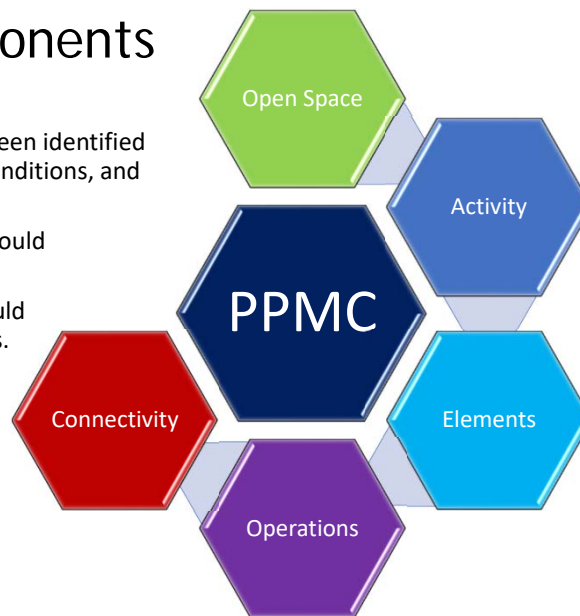 onents
een identified
nditions, and
ould
uld
s.
Open Space
Activity
PPMC
Connectivity
Elements
Operations